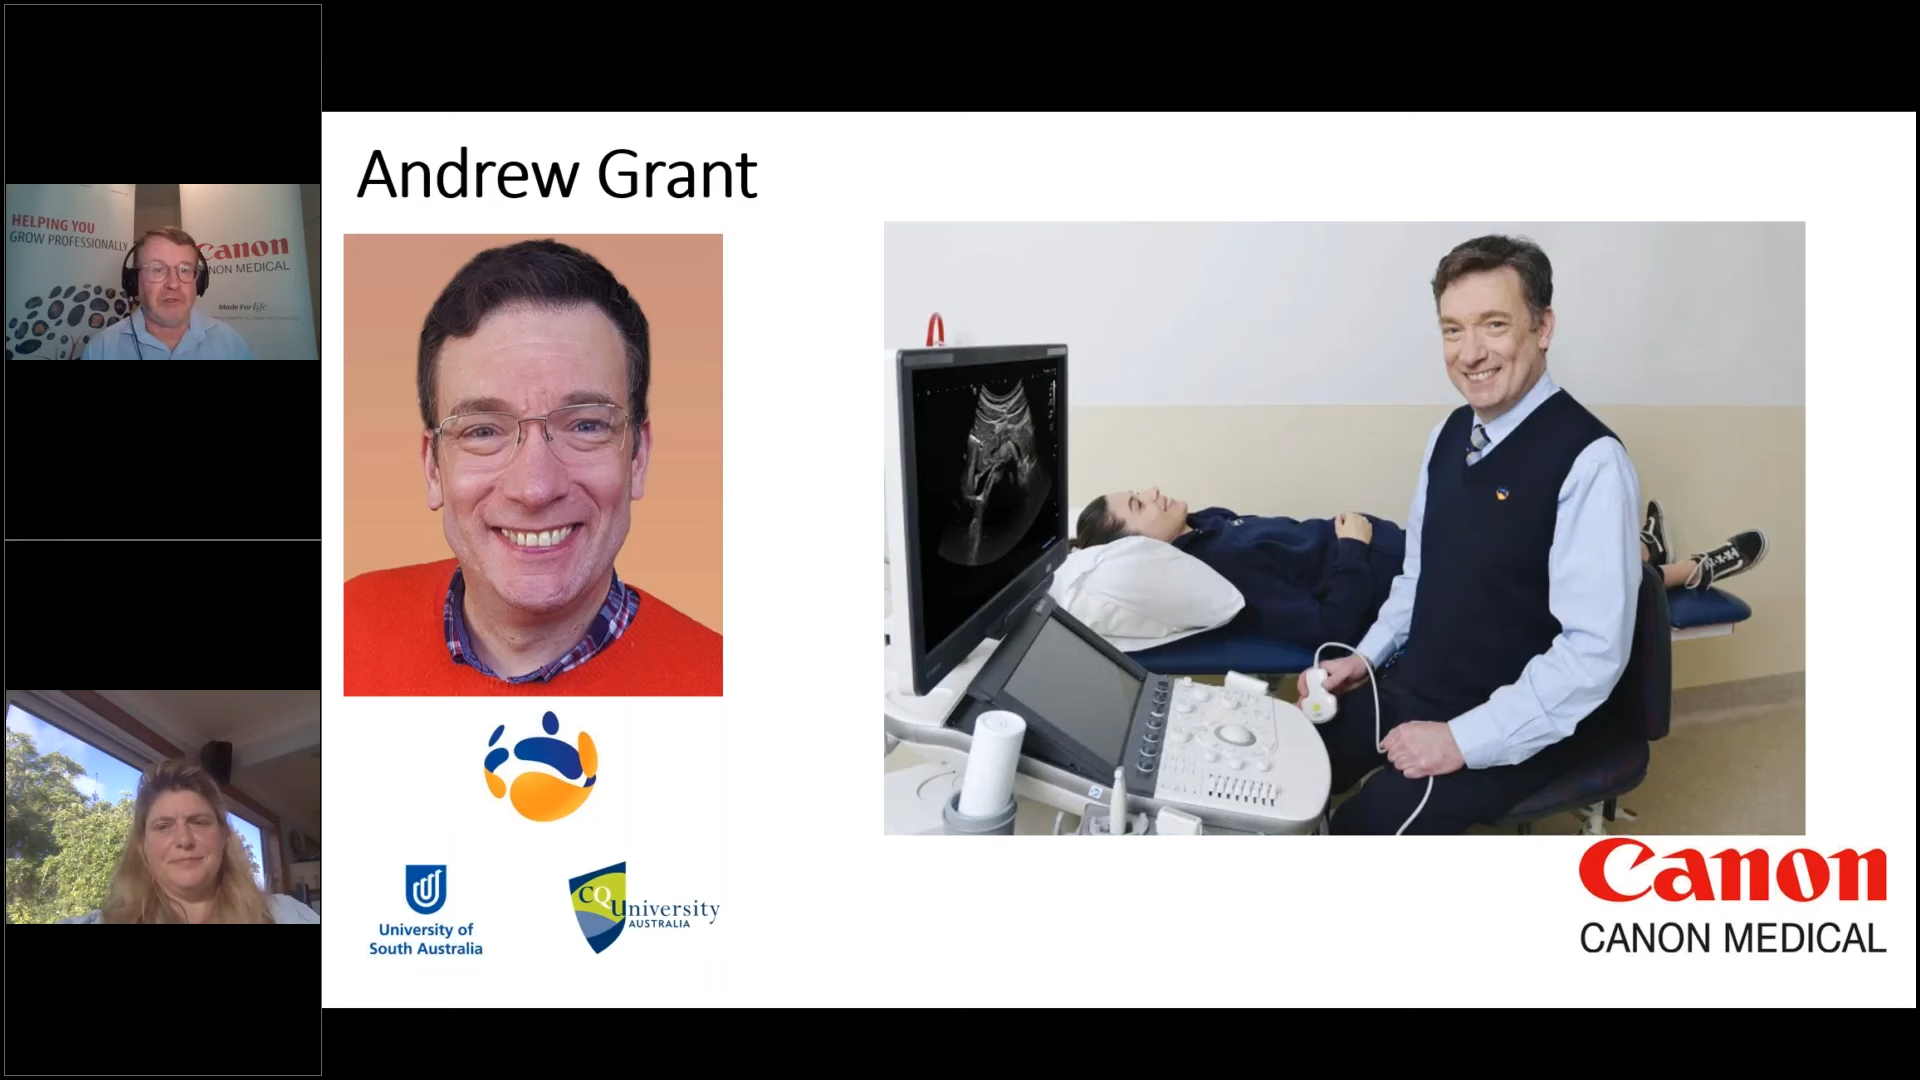 Andrew Grant
HELPING YOU
GROW PROFESSIONALLY
Canon
CANON MEDICAL
Made For life
University of
South Australia
CQUniversity
AUSTRALIA
Canon
CANON MEDICAL